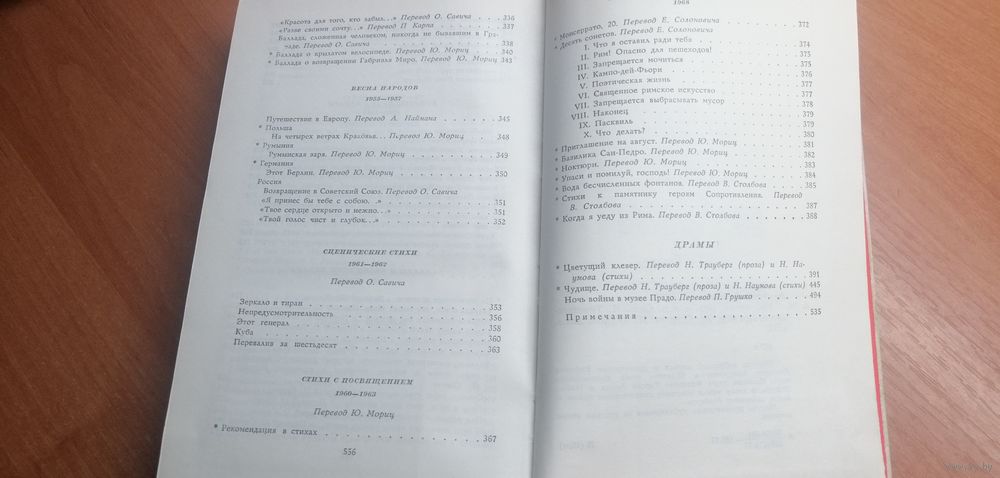 «Красота для того, кто забыл...» Перевод О. Савича . . . 336
«Разве своими сочту...» Перевод П. Карпа . . . . . 337
Баллада, сложенная человеком, никогда не бывавшим в Гра-
наде. Перевод О. Савича . . . . . . . . . . . 338
* Баллада о крылатом велосипеде. Перевод Ю. Мориц . . . 340
* Баллада о возвращении Габриэля Миро. Перевод Ю. Мориц 343
ВЕСНА НАРОДОВ
1955—1957
Путешествие в Европу. Перевод А. Наймана . . . . . 345
* Польша
На четырех ветрах Краковья... Перевод Ю. Мориц . . 348
* Румыния
Румынская заря. Перевод Ю. Мориц . . . . . . . 349
* Германия
Этот Берлин. Перевод Ю. Мориц . . . . . . . . 350
Россия
Возвращение в Советский Союз. Перевод О. Савича
«Я принес бы тебе с собою...» . . . . . . . . . 351
«Твое сердце открыто и нежно...» . . . . . . . . 351
«Твой голос чист и глубок...» . . . . . . . . . 352
СЦЕНИЧЕСКИЕ СТИХИ
1961—1962
Перевод О. Савича
Зеркало и тиран . . . . . . . . . . . . . 353
Непредусмотрительность . . . . . . . . . . . 356
Этот генерал . . . . . . . . . . . . . . 358
Куба . . . . . . . . . . . . . . . . . 360
Перевалив за шестьдесят . . . . . . . . . . . 363
СТИХИ С ПОСВЯЩЕНИЕМ
1960—1963
Перевод Ю. Мориц
* Рекомендация в стихах . . . . . . . . . . . 367
556
1968
* Монсеррато, 20. Перевод Е. Солоновича . . . . . . 372
* Десять сонетов. Перевод Е. Солоновича
I. Что я оставил ради тебя . . . . . . . . . 374
II. Рим! Опасно для пешеходов! . . . . . . . . 375
III. Запрещается мочиться . . . . . . . . . . 375
IV. Кампо-дей-Фьори . . . . . . . . . . . . 376
V. Поэтическая жизнь . . . . . . . . . . . 377
VI. Священное римское искусство . . . . . . . . 377
VII. Запрещается выбрасывать мусор . . . . . . . 378
VIII. Наконец . . . . . . . . . . . . . . . 379
IX. Пасквиль . . . . . . . . . . . . . . 379
X. Что делать? . . . . . . . . . . . . . 380
* Приглашение на август. Перевод Ю. Мориц . . . . . 381
* Базилика Сан-Педро. Перевод Ю. Мориц . . . . . . 382
* Ноктюрн. Перевод Ю. Мориц . . . . . . . . . 383
* Упаси и помилуй, господь! Перевод Ю. Мориц . . . . 384
* Вода бесчисленных фонтанов. Перевод В. Столбова . . . 385
* Стихи к памятнику героям Сопротивления. Перевод
В. Столбова . . . . . . . . . . . . . . 387
* Когда я уеду из Рима. Перевод В. Столбова . . . . . 388
ДРАМЫ
* Цветущий клевер. Перевод Н. Трауберг (проза) и Н. На-
умова (стихи) . . . . . . . . . . . . . . 391
* Чудище. Перевод Н. Трауберг (проза) и Н. Наумова (стихи) 445
Ночь войны в музее Прадо. Перевод П. Грушко . . . . 494
Примечания . . . . . . . . . . . . . . . 535